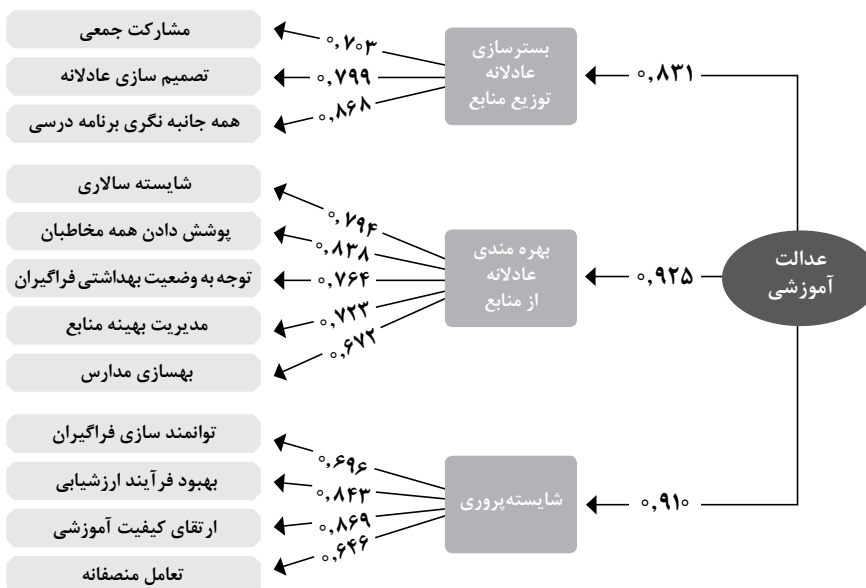 عدالت
آموزشی
۰,۸۳۱
بسترسازی
عادلانه
توزیع منابع
۰,۷۰۳
مشارکت جمعی
۰,۷۹۹
تصمیم سازی عادلانه
۰,۸۶۸
همه جانبه نگری برنامه درسی
۰,۹۲۵
بهره مندی
عادلانه
از منابع
۰,۷۹۴
شایسته سالاری
۰,۸۳۸
پوشش دادن همه مخاطبان
۰,۷۶۴
توجه به وضعیت بهداشتی فراگیران
۰,۷۲۳
مدیریت بهینه منابع
۰,۶۷۲
بهسازی مدارس
۰,۹۱۰
شایسته‌پروری
۰,۶۹۶
توانمند سازی فراگیران
۰,۸۴۳
بهبود فرآیند ارزشیابی
۰,۸۶۹
ارتقای کیفیت آموزشی
۰,۶۴۶
تعامل منصفانه